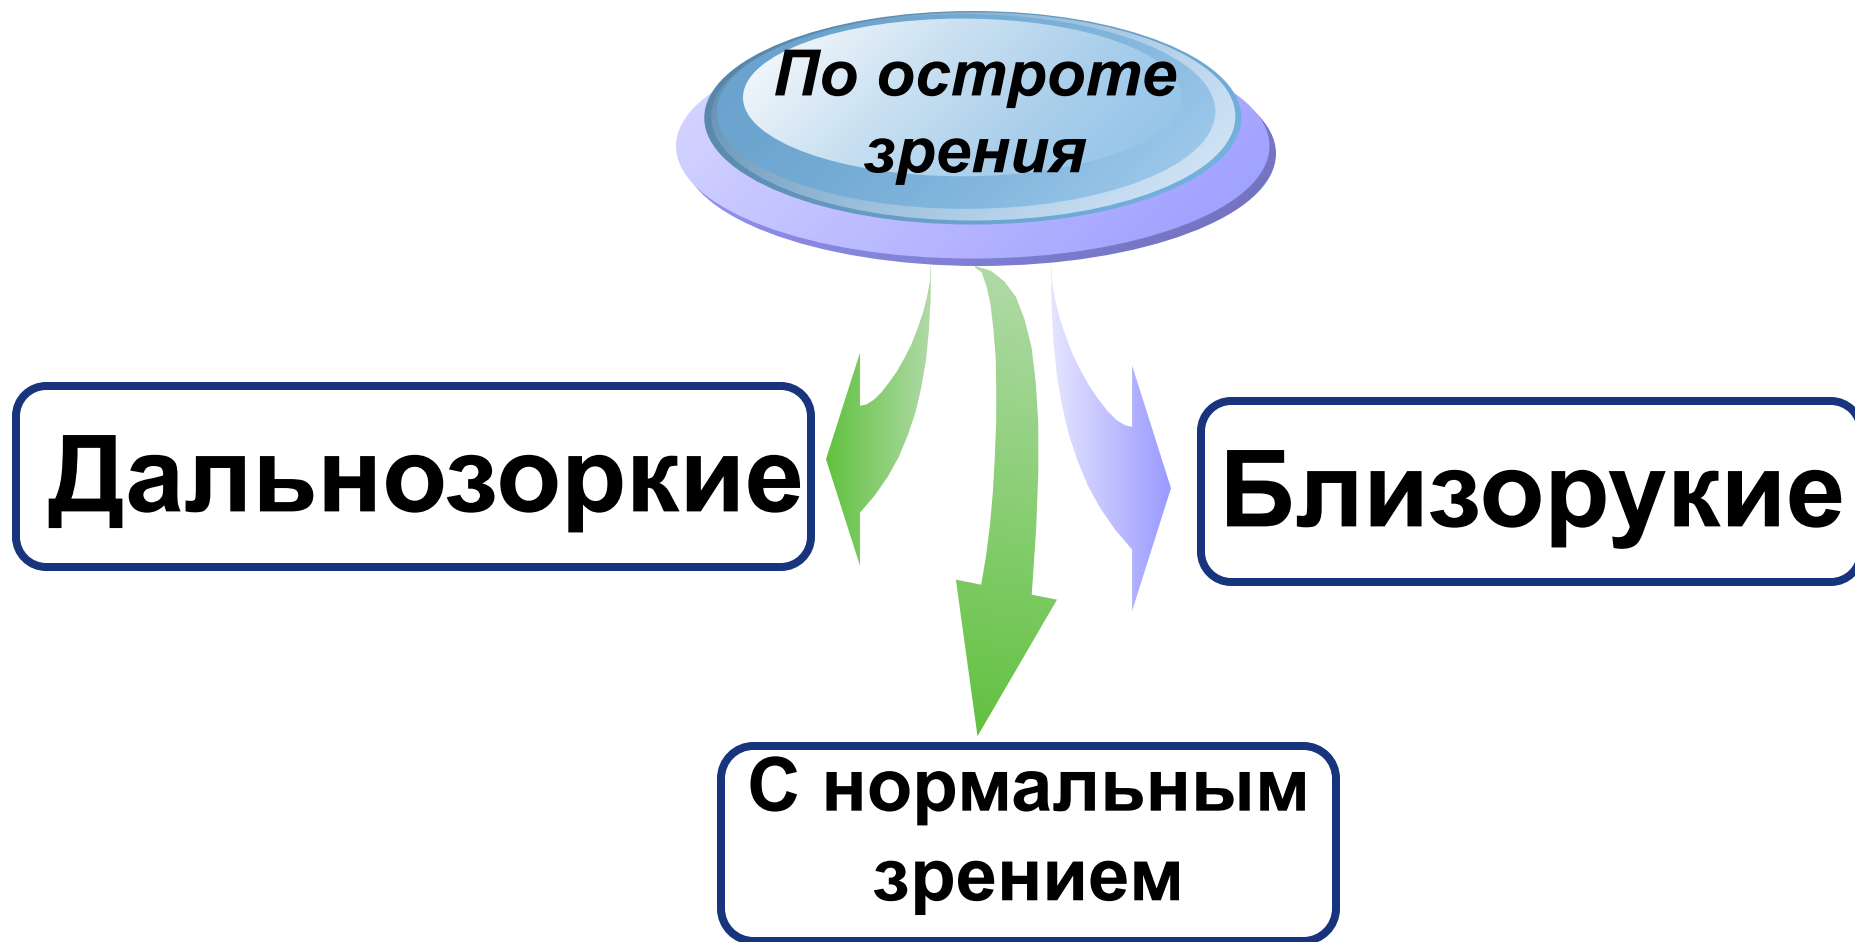 По остроте
зрения
Дальнозоркие
Близорукие
С нормальным
зрением